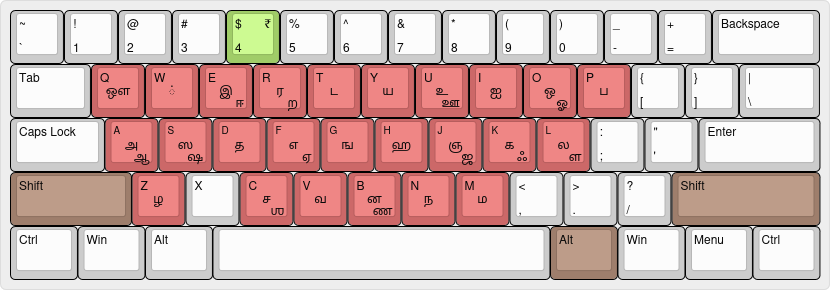 ~ ! @ # $ ₹ % ^ & * ( ) _ + Backspace
` 1 2 3 4 5 6 7 8 9 0 - =
Tab Q W E R T Y U I O P { } |
ஔ ் இ ஈ ர ற ட ய உ ஊ ஐ ஒ ஓ ப [ ] \
Caps Lock A S D F G H J K L : " Enter
அ ஆ ஸ ஷ த எ ஏ ங ஹ ஞ ஜ க ஃ ல ள ; '
Shift Z X C V B N M < > ? Shift
ழ ச ஶ வ ன ண ந ம , . /
Ctrl Win Alt Alt Win Menu Ctrl